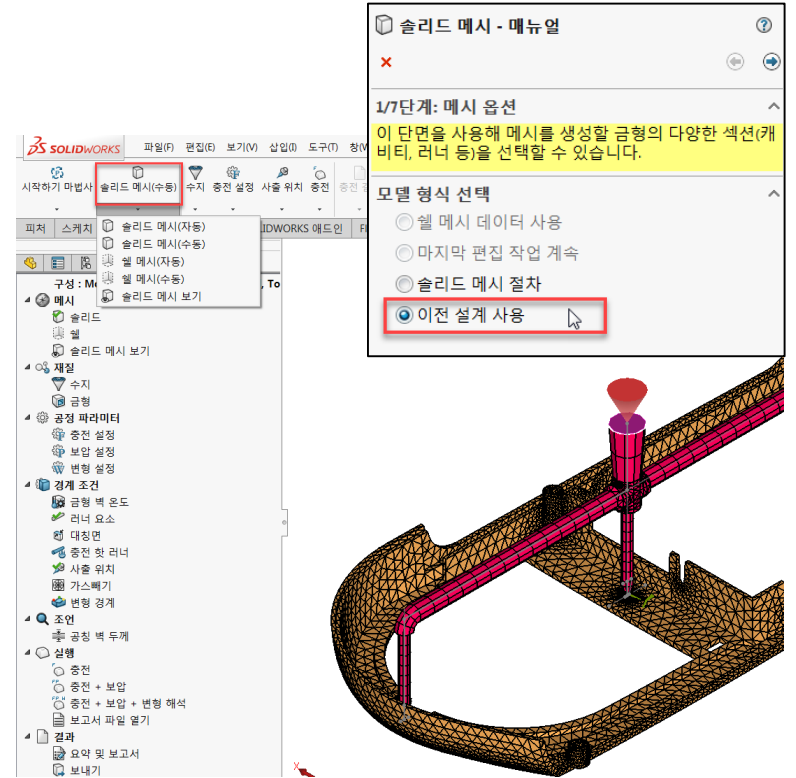 솔리드 메시 - 매뉴얼
1/7단계: 메시 옵션
이 단면을 사용해 메시를 생성할 금형의 다양한 섹션(캐
비티, 러너 등)을 선택할 수 있습니다.
모델 형식 선택
쉘 메시 데이터 사용
마지막 편집 작업 계속
솔리드 메시 절차
이전 설계 사용
SOLIDWORKS 파일(F) 편집(E) 보기(V) 삽입(I) 도구(T)
시작하기 마법사 솔리드 메시(수동) 수지 충전 설정 사출 위치 충전
피처 스케치
솔리드 메시(자동)
솔리드 메시(수동)
쉘 메시(자동)
쉘 메시(수동)
솔리드 메시 보기
메시
솔리드
쉘
솔리드 메시 보기
재질
수지
금형
공정 파라미터
충전 설정
보압 설정
변형 설정
경계 조건
금형 벽 온도
러너 요소
대칭면
충전 핫 러너
사출 위치
가스빼기
변형 경계
조언
공칭 벽 두께
실행
충전
충전 + 보압
충전 + 보압 + 변형 해석
보고서 파일 열기
결과
요약 및 보고서
보내기
X